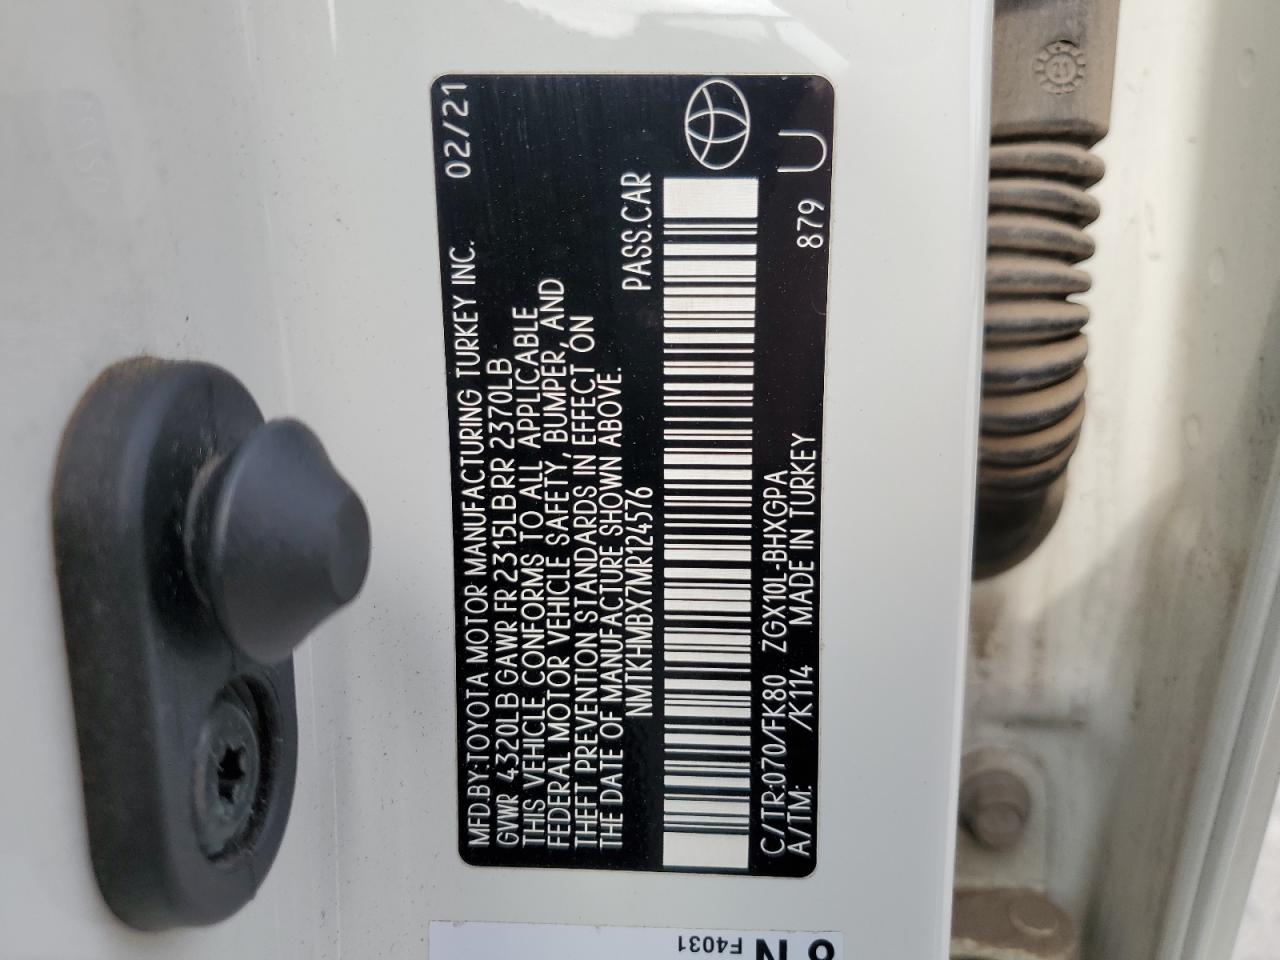 MFD.BY:TOYOTA MOTOR MANUFACTURING TURKEY INC. 02/21
GVWR 4320LB GAWR FR 2315LB RR 2370LB
THIS VEHICLE CONFORMS TO ALL APPLICABLE
FEDERAL MOTOR VEHICLE SAFETY, BUMPER, AND
THEFT PREVENTION STANDARDS IN EFFECT ON
THE DATE OF MANUFACTURE SHOWN ABOVE.
NMTKHMBX7MR124576 PASS.CAR
C/TR:070/FK80 ZGX10L-BHXGPA
A/TM: /K114 MADE IN TURKEY 879 U
F4031
21